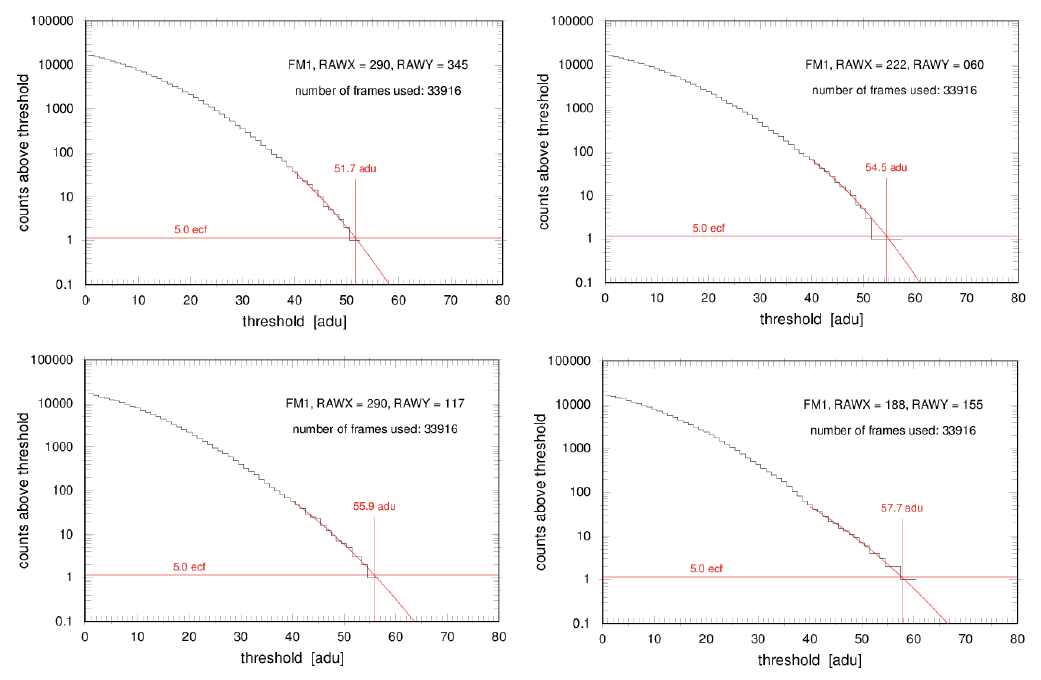 100000
10000
1000
100
10
1
0.1
counts above threshold
FM1, RAWX = 290, RAWY = 345
number of frames used: 33916
51.7 adu
5.0 ecf
0 10 20 30 40 50 60 70 80
threshold [adu]
100000
10000
1000
100
10
1
0.1
counts above threshold
FM1, RAWX = 222, RAWY = 060
number of frames used: 33916
54.5 adu
5.0 ecf
0 10 20 30 40 50 60 70 80
threshold [adu]
100000
10000
1000
100
10
1
0.1
counts above threshold
FM1, RAWX = 290, RAWY = 117
number of frames used: 33916
55.9 adu
5.0 ecf
0 10 20 30 40 50 60 70 80
threshold [adu]
100000
10000
1000
100
10
1
0.1
counts above threshold
FM1, RAWX = 188, RAWY = 155
number of frames used: 33916
57.7 adu
5.0 ecf
0 10 20 30 40 50 60 70 80
threshold [adu]